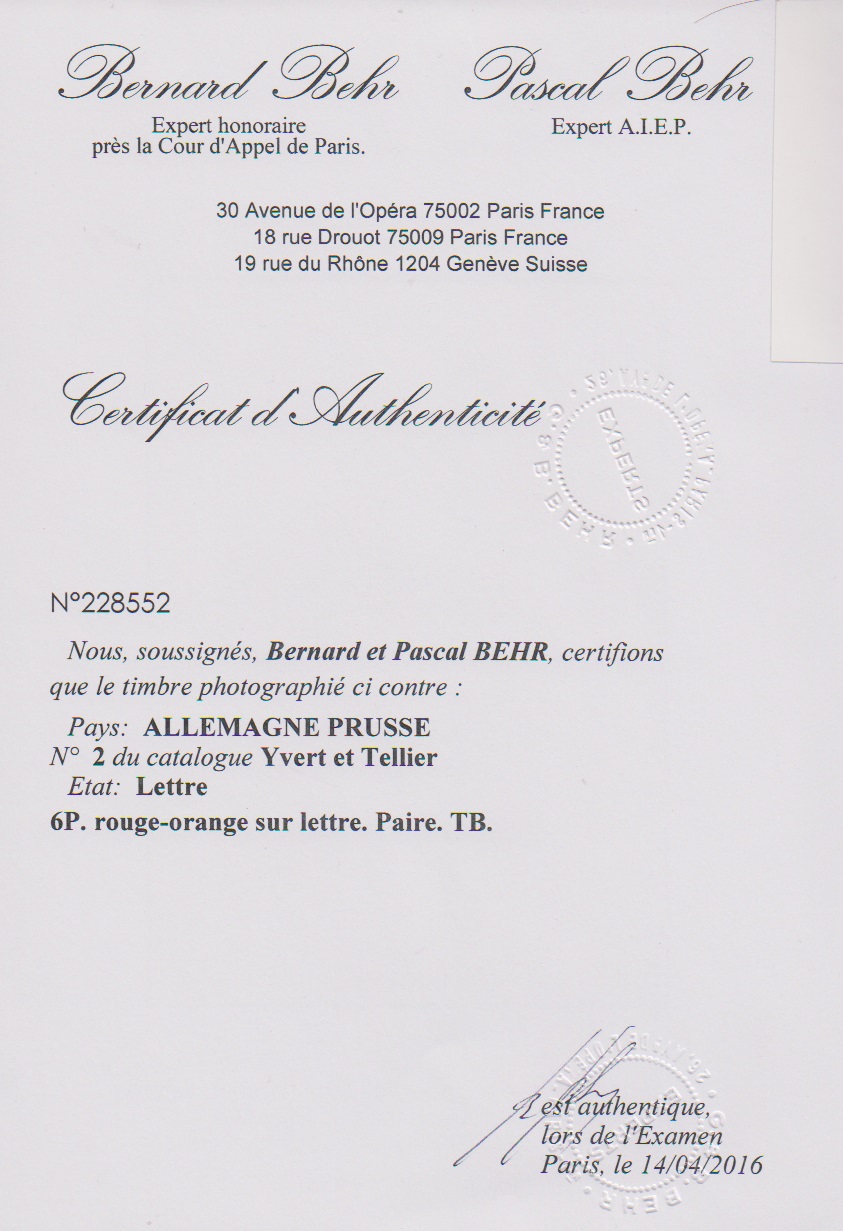 Bernard Behr
Expert honoraire
près la Cour d'Appel de Paris.
Pascal Behr
Expert A.I.E.P.
30 Avenue de l'Opéra 75002 Paris France
18 rue Drouot 75009 Paris France
19 rue du Rhône 1204 Genève Suisse
Certificat d'Authenticité
EXPERTS
N°228552
Nous, soussignés, Bernard et Pascal BEHR, certifions
que le timbre photographié ci contre :
Pays: ALLEMAGNE PRUSSE
N° 2 du catalogue Yvert et Tellier
Etat: Lettre
6P. rouge-orange sur lettre. Paire. TB.
est authentique,
lors de l'Examen
Paris, le 14/04/2016